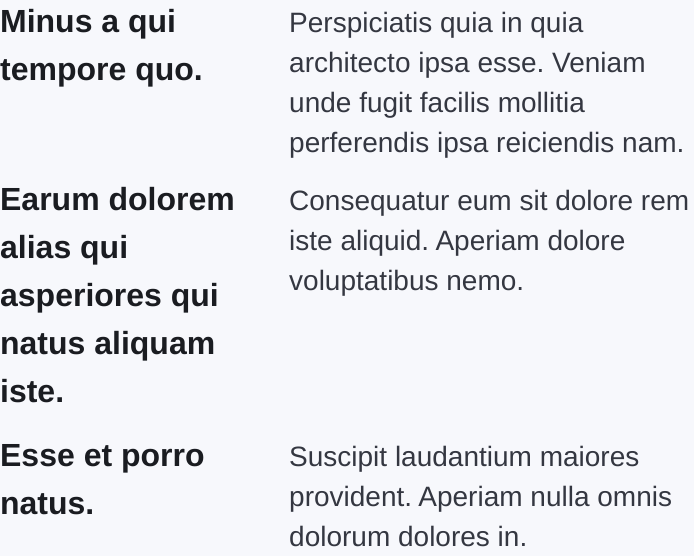 Minus a qui
tempore quo.
Perspiciatis quia in quia
architecto ipsa esse. Veniam
unde fugit facilis mollitia
perferendis ipsa reiciendis nam.
Earum dolorem
alias qui
asperiores qui
natus aliquam
iste.
Consequatur eum sit dolore rem
iste aliquid. Aperiam dolore
voluptatibus nemo.
Esse et porro
natus.
Suscipit laudantium maiores
provident. Aperiam nulla omnis
dolorum dolores in.